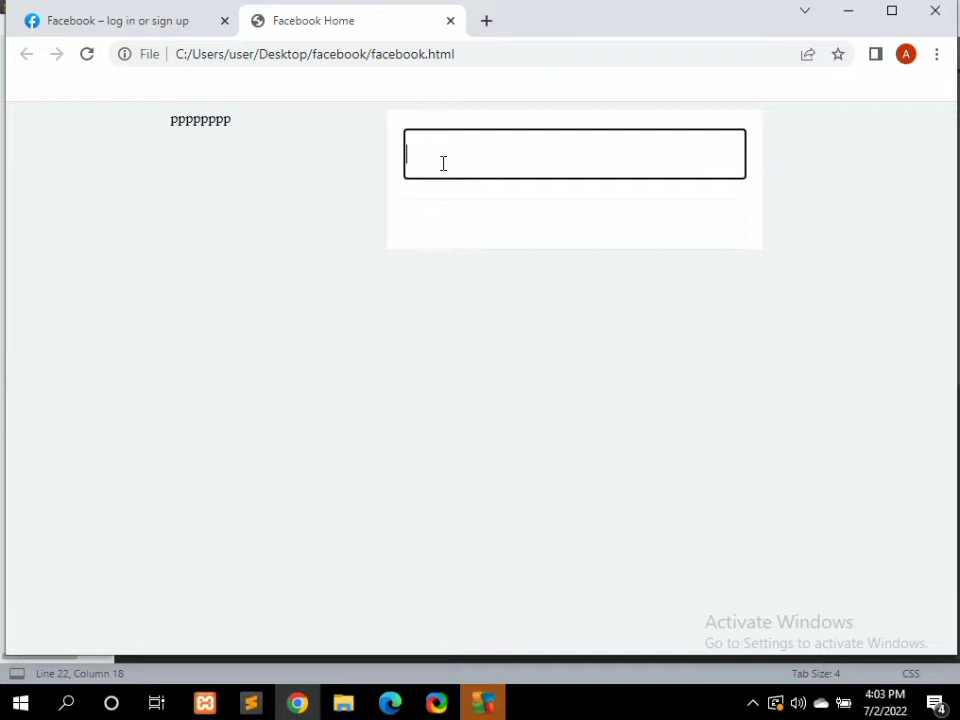 Facebook – log in or sign up
Facebook Home
File
C:/Users/user/Desktop/facebook/facebook.html
A
pppppppp
Activate Windows
Go to Settings to activate Windows.
Line 22, Column 18
Tab Size: 4
CSS
4:03 PM
7/2/2022
4